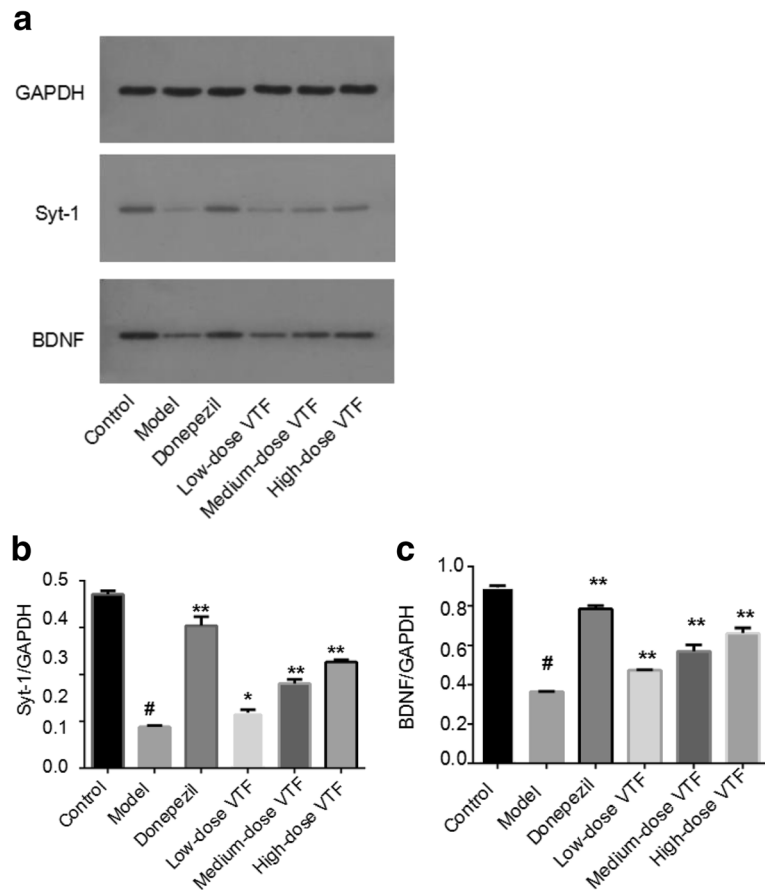 a
GAPDH
Syt-1
BDNF
Control
Model
Donepezil
Low-dose VTF
Medium-dose VTF
High-dose VTF
b
Syt-1/GAPDH
0.5
0.4
0.3
0.2
0.1
0.0
#
**
*
**
**
Control
Model
Donepezil
Low-dose VTF
Medium-dose VTF
High-dose VTF
c
BDNF/GAPDH
1.0
0.8
0.6
0.4
0.2
0.0
#
**
**
**
**
Control
Model
Donepezil
Low-dose VTF
Medium-dose VTF
High-dose VTF